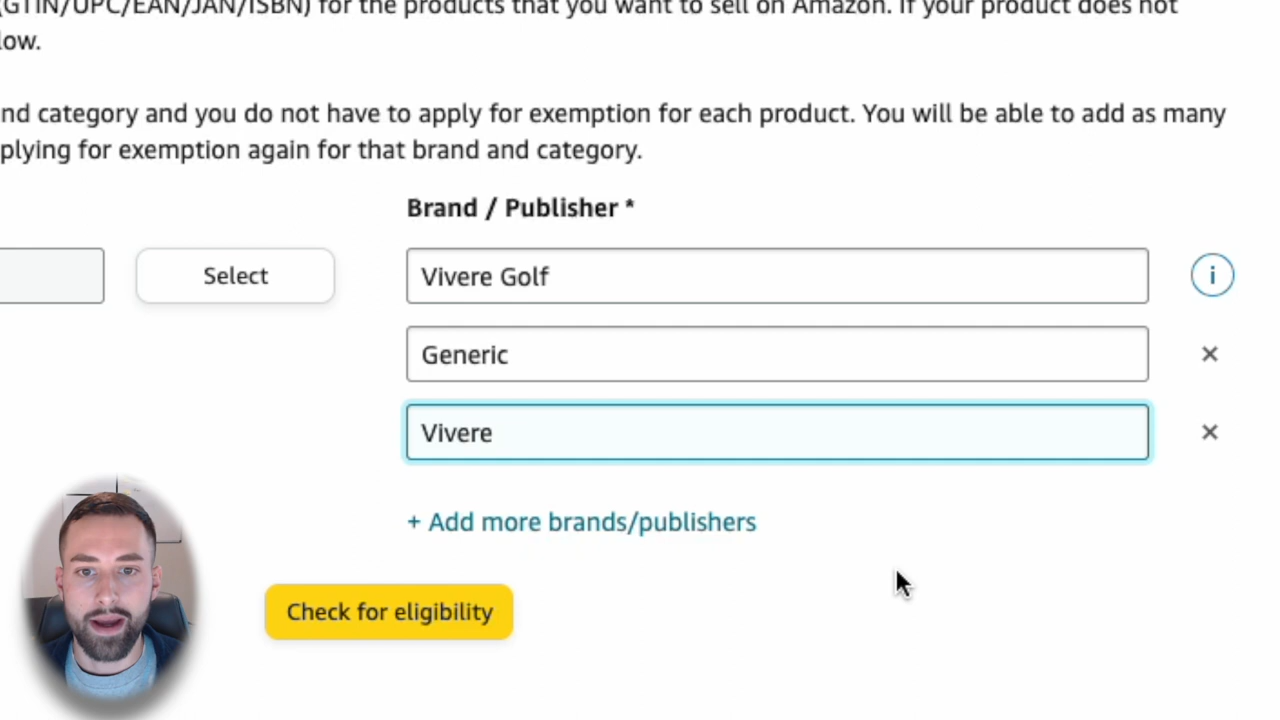 (GTIN/UPC/EAN/JAN/ISBN) for the products that you want to sell on Amazon. If your product does not
low.
nd category and you do not have to apply for exemption for each product. You will be able to add as many
plying for exemption again for that brand and category.
Brand / Publisher *
Select
Vivere Golf
Generic
Vivere
+ Add more brands/publishers
Check for eligibility